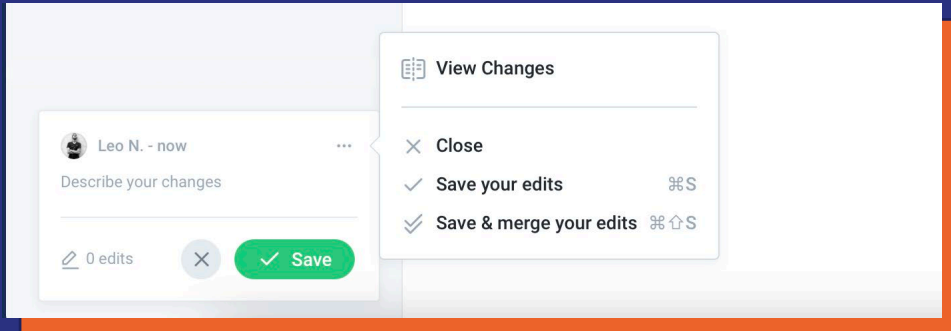 Leo N. - now
Describe your changes
0 edits
Save
View Changes
Close
Save your edits ⌘S
Save & merge your edits ⌘⇧S